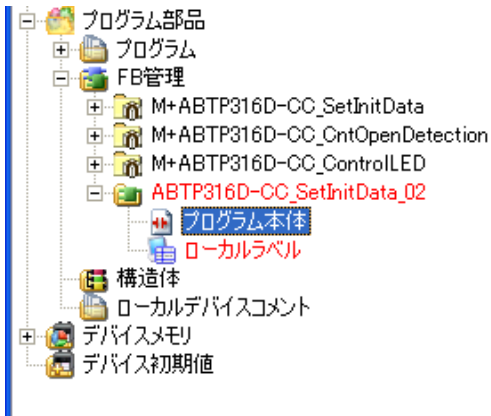 プログラム部品
プログラム
FB管理
M+ABTP316D-CC_SetInitData
M+ABTP316D-CC_CntOpenDetection
M+ABTP316D-CC_ControlLED
ABTP316D-CC_SetInitData_02
プログラム本体
ローカルラベル
構造体
ローカルデバイスコメント
デバイスメモリ
デバイス初期値